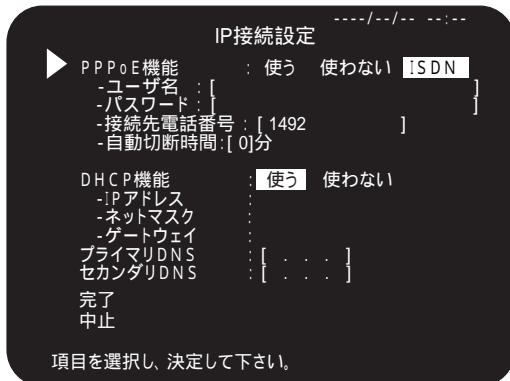 ----/--/-- --:--
IP接続設定
PPPoE機能 : 使う 使わない ISDN
-ユーザ名 : [ ]
-パスワード : [ ]
-接続先電話番号 : [ 1492 ]
-自動切断時間 : [ 0]分
DHCP機能 : 使う 使わない
-IPアドレス :
-ネットマスク :
-ゲートウェイ :
プライマリDNS : [ . . . ]
セカンダリDNS : [ . . . ]
完了
中止
項目を選択し、決定して下さい。